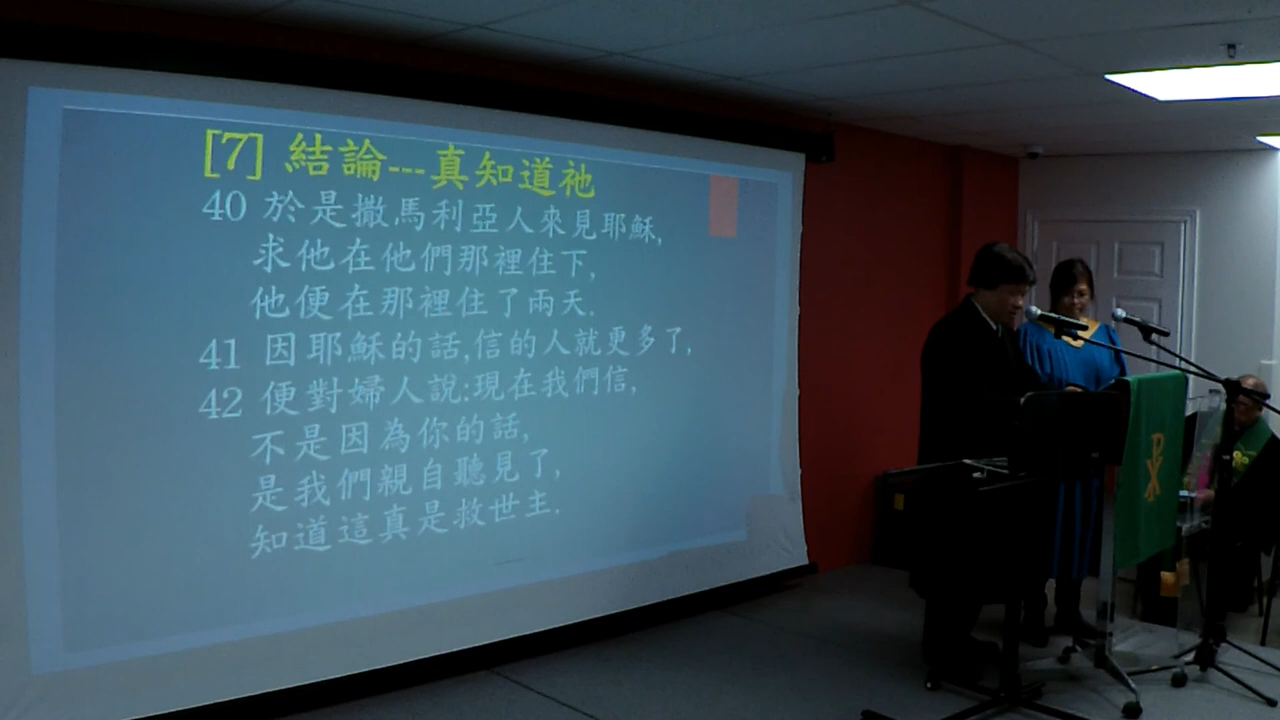 [7] 結論---真知道祂
40 於是撒馬利亞人來見耶穌,
求他在他們那裡住下,
他便在那裡住了兩天.
41 因耶穌的話,信的人就更多了,
42 便對婦人說:現在我們信,
不是因為你的話,
是我們親自聽見了,
知道這真是救世主.